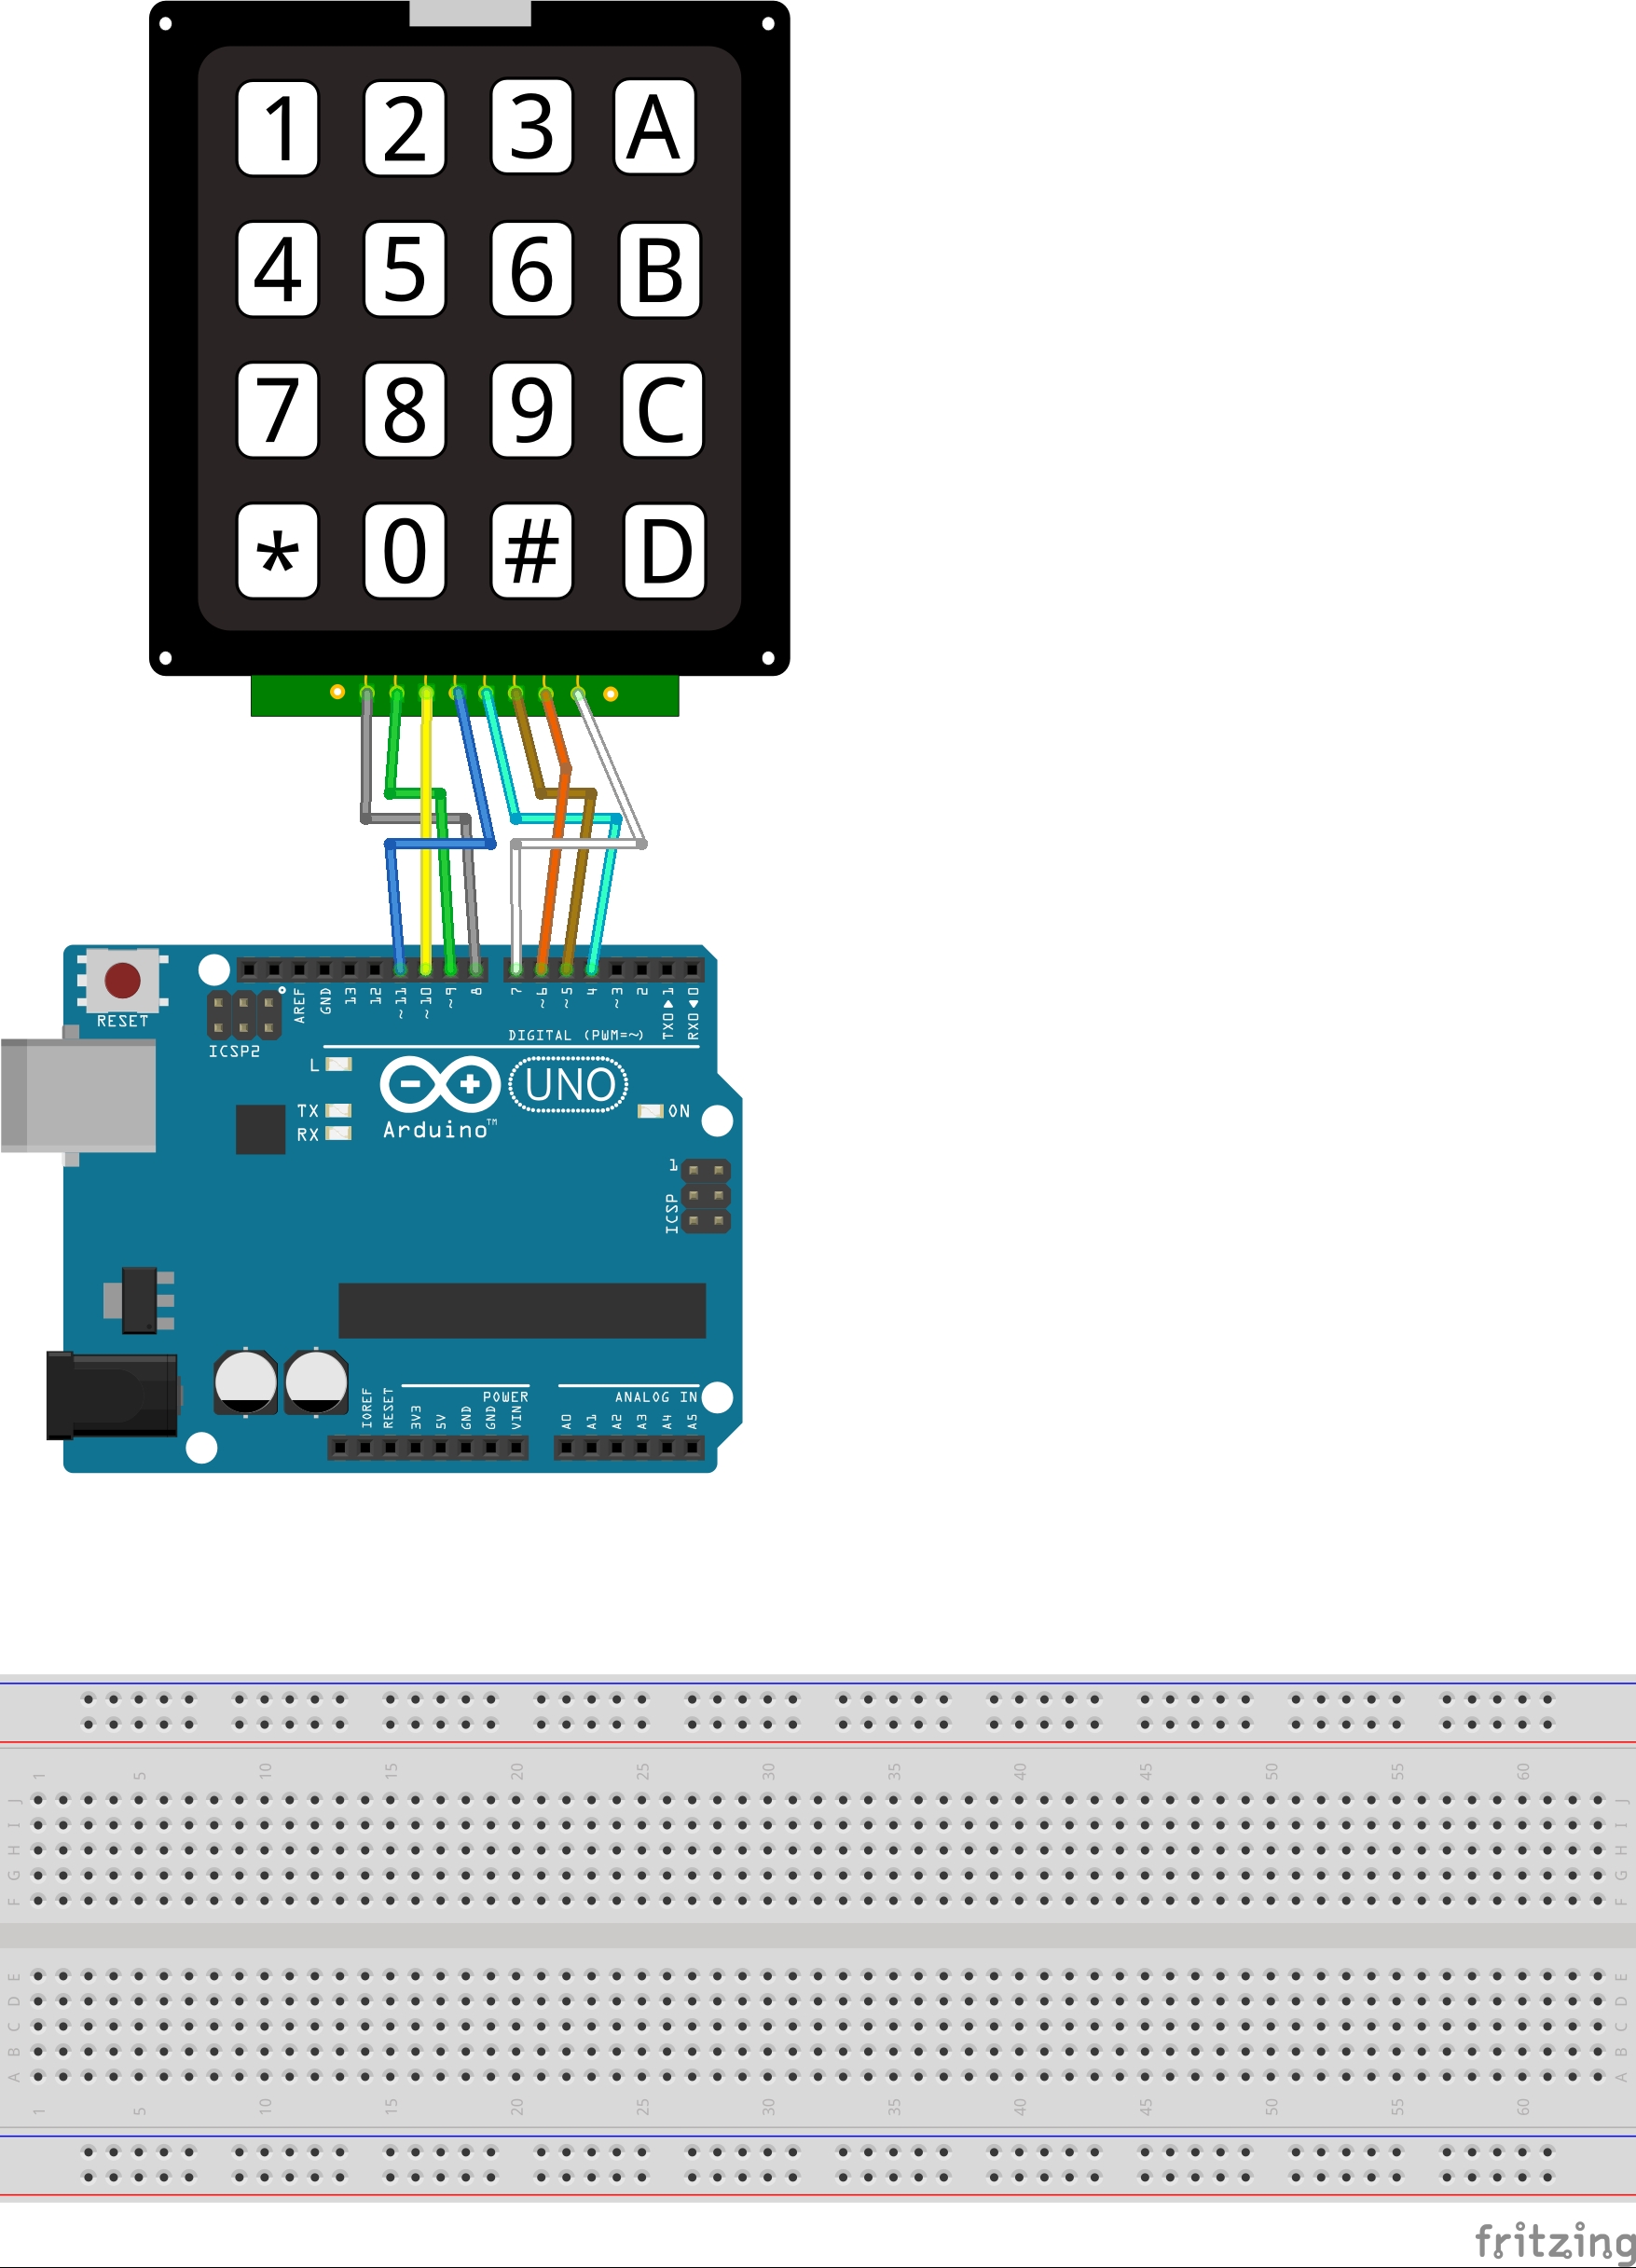 1 2 3 A
4 5 6 B
7 8 9 C
* 0 # D
RESET
ICSP2
AREF
GND
13
12
~11
~10
~9
8
7
~6
~5
4
~3
2
TX0▶1
RX0◀0
DIGITAL (PWM=~)
L
TX
RX
Arduino™
UNO
ON
1
ICSP
POWER
ANALOG IN
IOREF
RESET
3V3
5V
GND
GND
VIN
A0
A1
A2
A3
A4
A5
1 5 10 15 20 25 30 35 40 45 50 55 60
J J
I I
H H
G G
F F
E E
D D
C C
B B
A A
1 5 10 15 20 25 30 35 40 45 50 55 60
fritzing